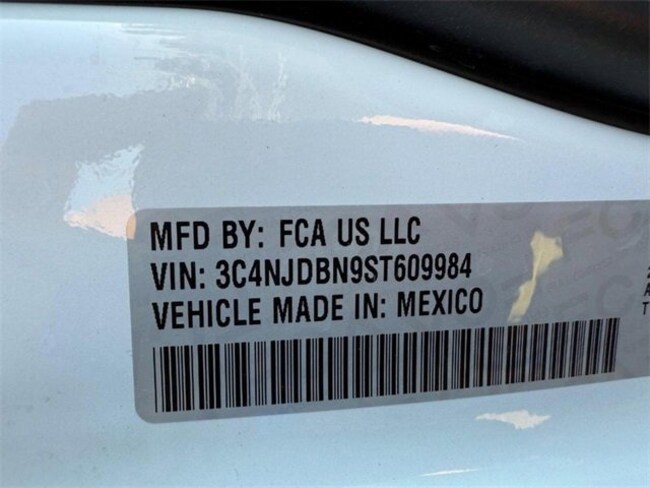 MFD BY: FCA US LLC
VIN: 3C4NJDBN9ST609984
VEHICLE MADE IN: MEXICO